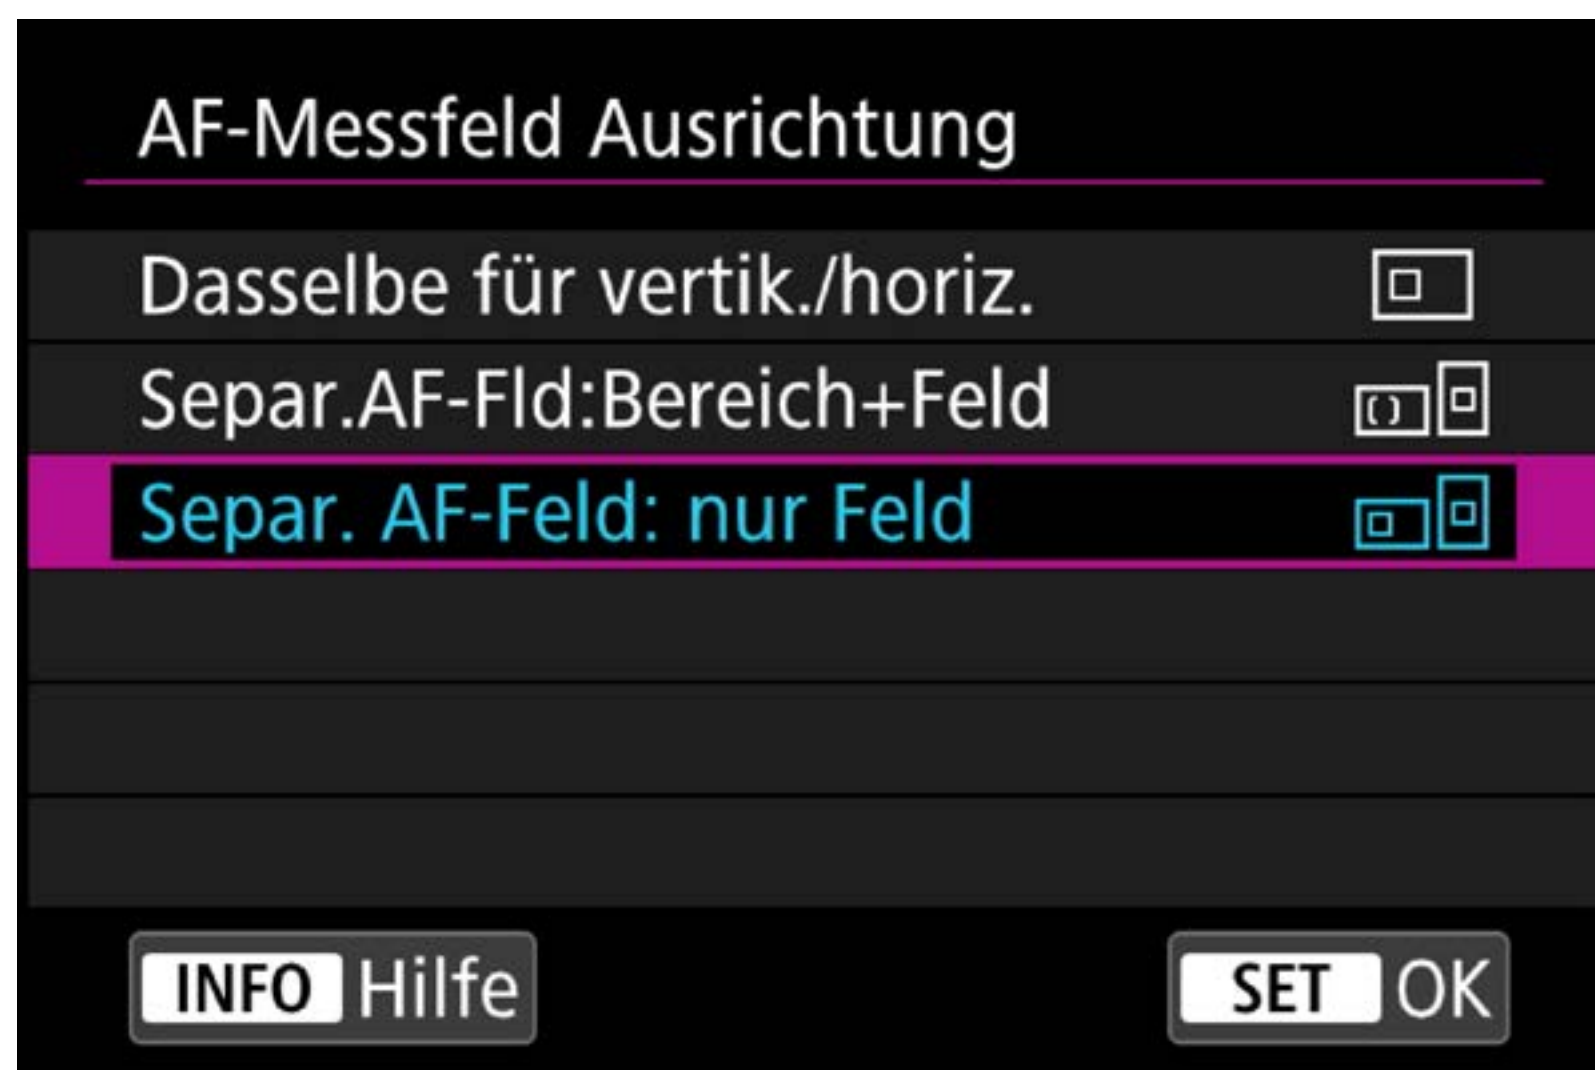 AF-Messfeld Ausrichtung
Dasselbe für vertik./horiz.
Separ.AF-Fld:Bereich+Feld
Separ. AF-Feld: nur Feld
INFO Hilfe
SET OK